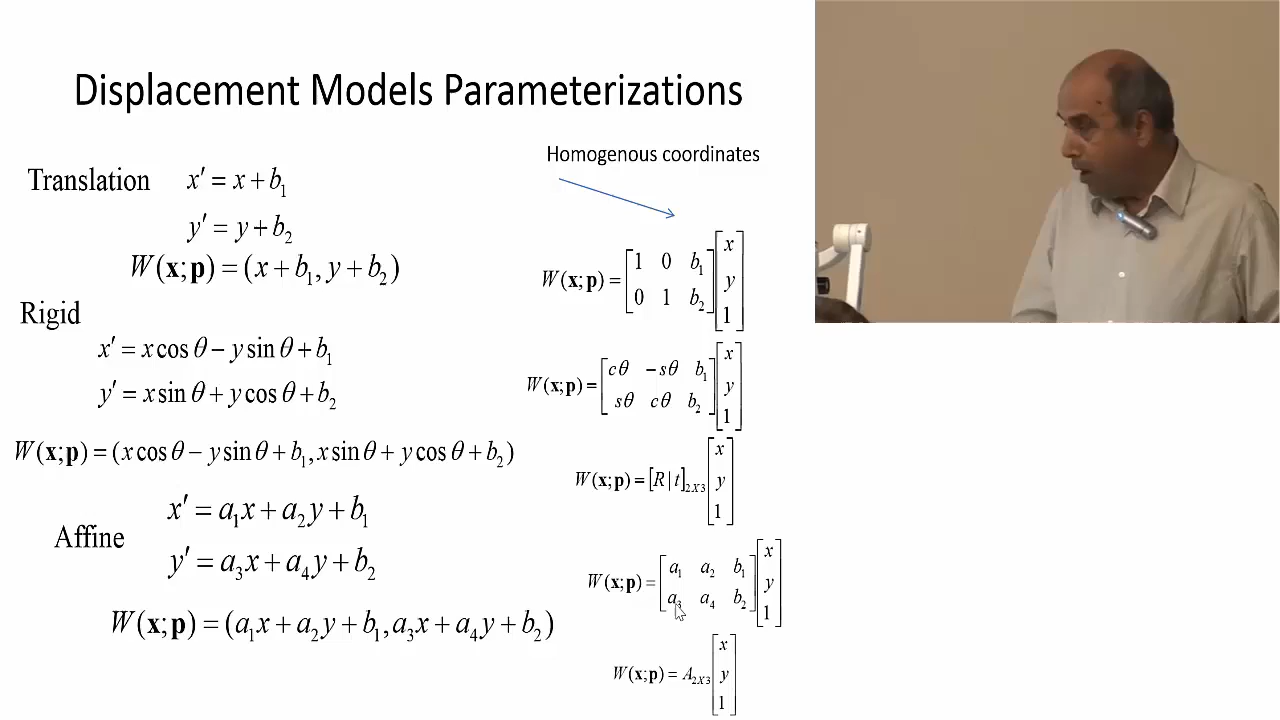 Displacement Models Parameterizations
Homogenous coordinates
Translation x′ = x + b₁
y′ = y + b₂
W(x;p) = (x + b₁, y + b₂)
W(x;p) = [1 0 b₁; 0 1 b₂] [x; y; 1]
Rigid
x′ = x cos θ − y sin θ + b₁
y′ = x sin θ + y cos θ + b₂
W(x;p) = [cθ −sθ b₁; sθ cθ b₂] [x; y; 1]
W(x;p) = (x cos θ − y sin θ + b₁, x sin θ + y cos θ + b₂)
W(x;p) = [R | t]₂X₃ [x; y; 1]
Affine
x′ = a₁x + a₂y + b₁
y′ = a₃x + a₄y + b₂
W(x;p) = [a₁ a₂ b₁; a₃ a₄ b₂] [x; y; 1]
W(x;p) = (a₁x + a₂y + b₁, a₃x + a₄y + b₂)
W(x;p) = A₂X₃ [x; y; 1]